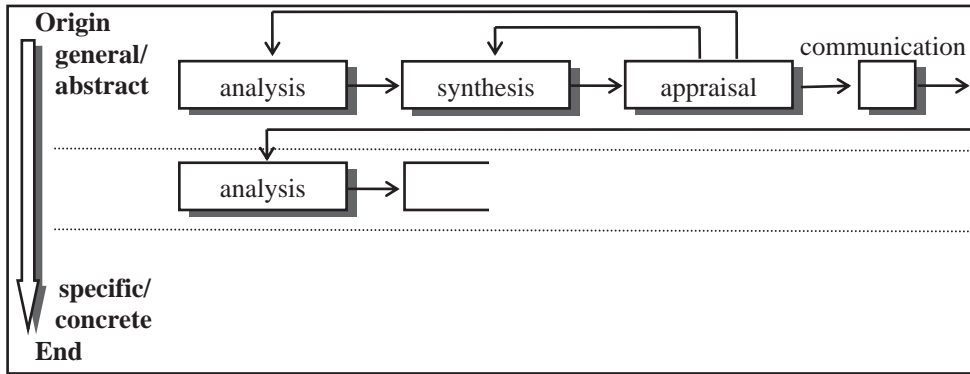 Origin
general/
abstract
communication
analysis
synthesis
appraisal
analysis
specific/
concrete
End